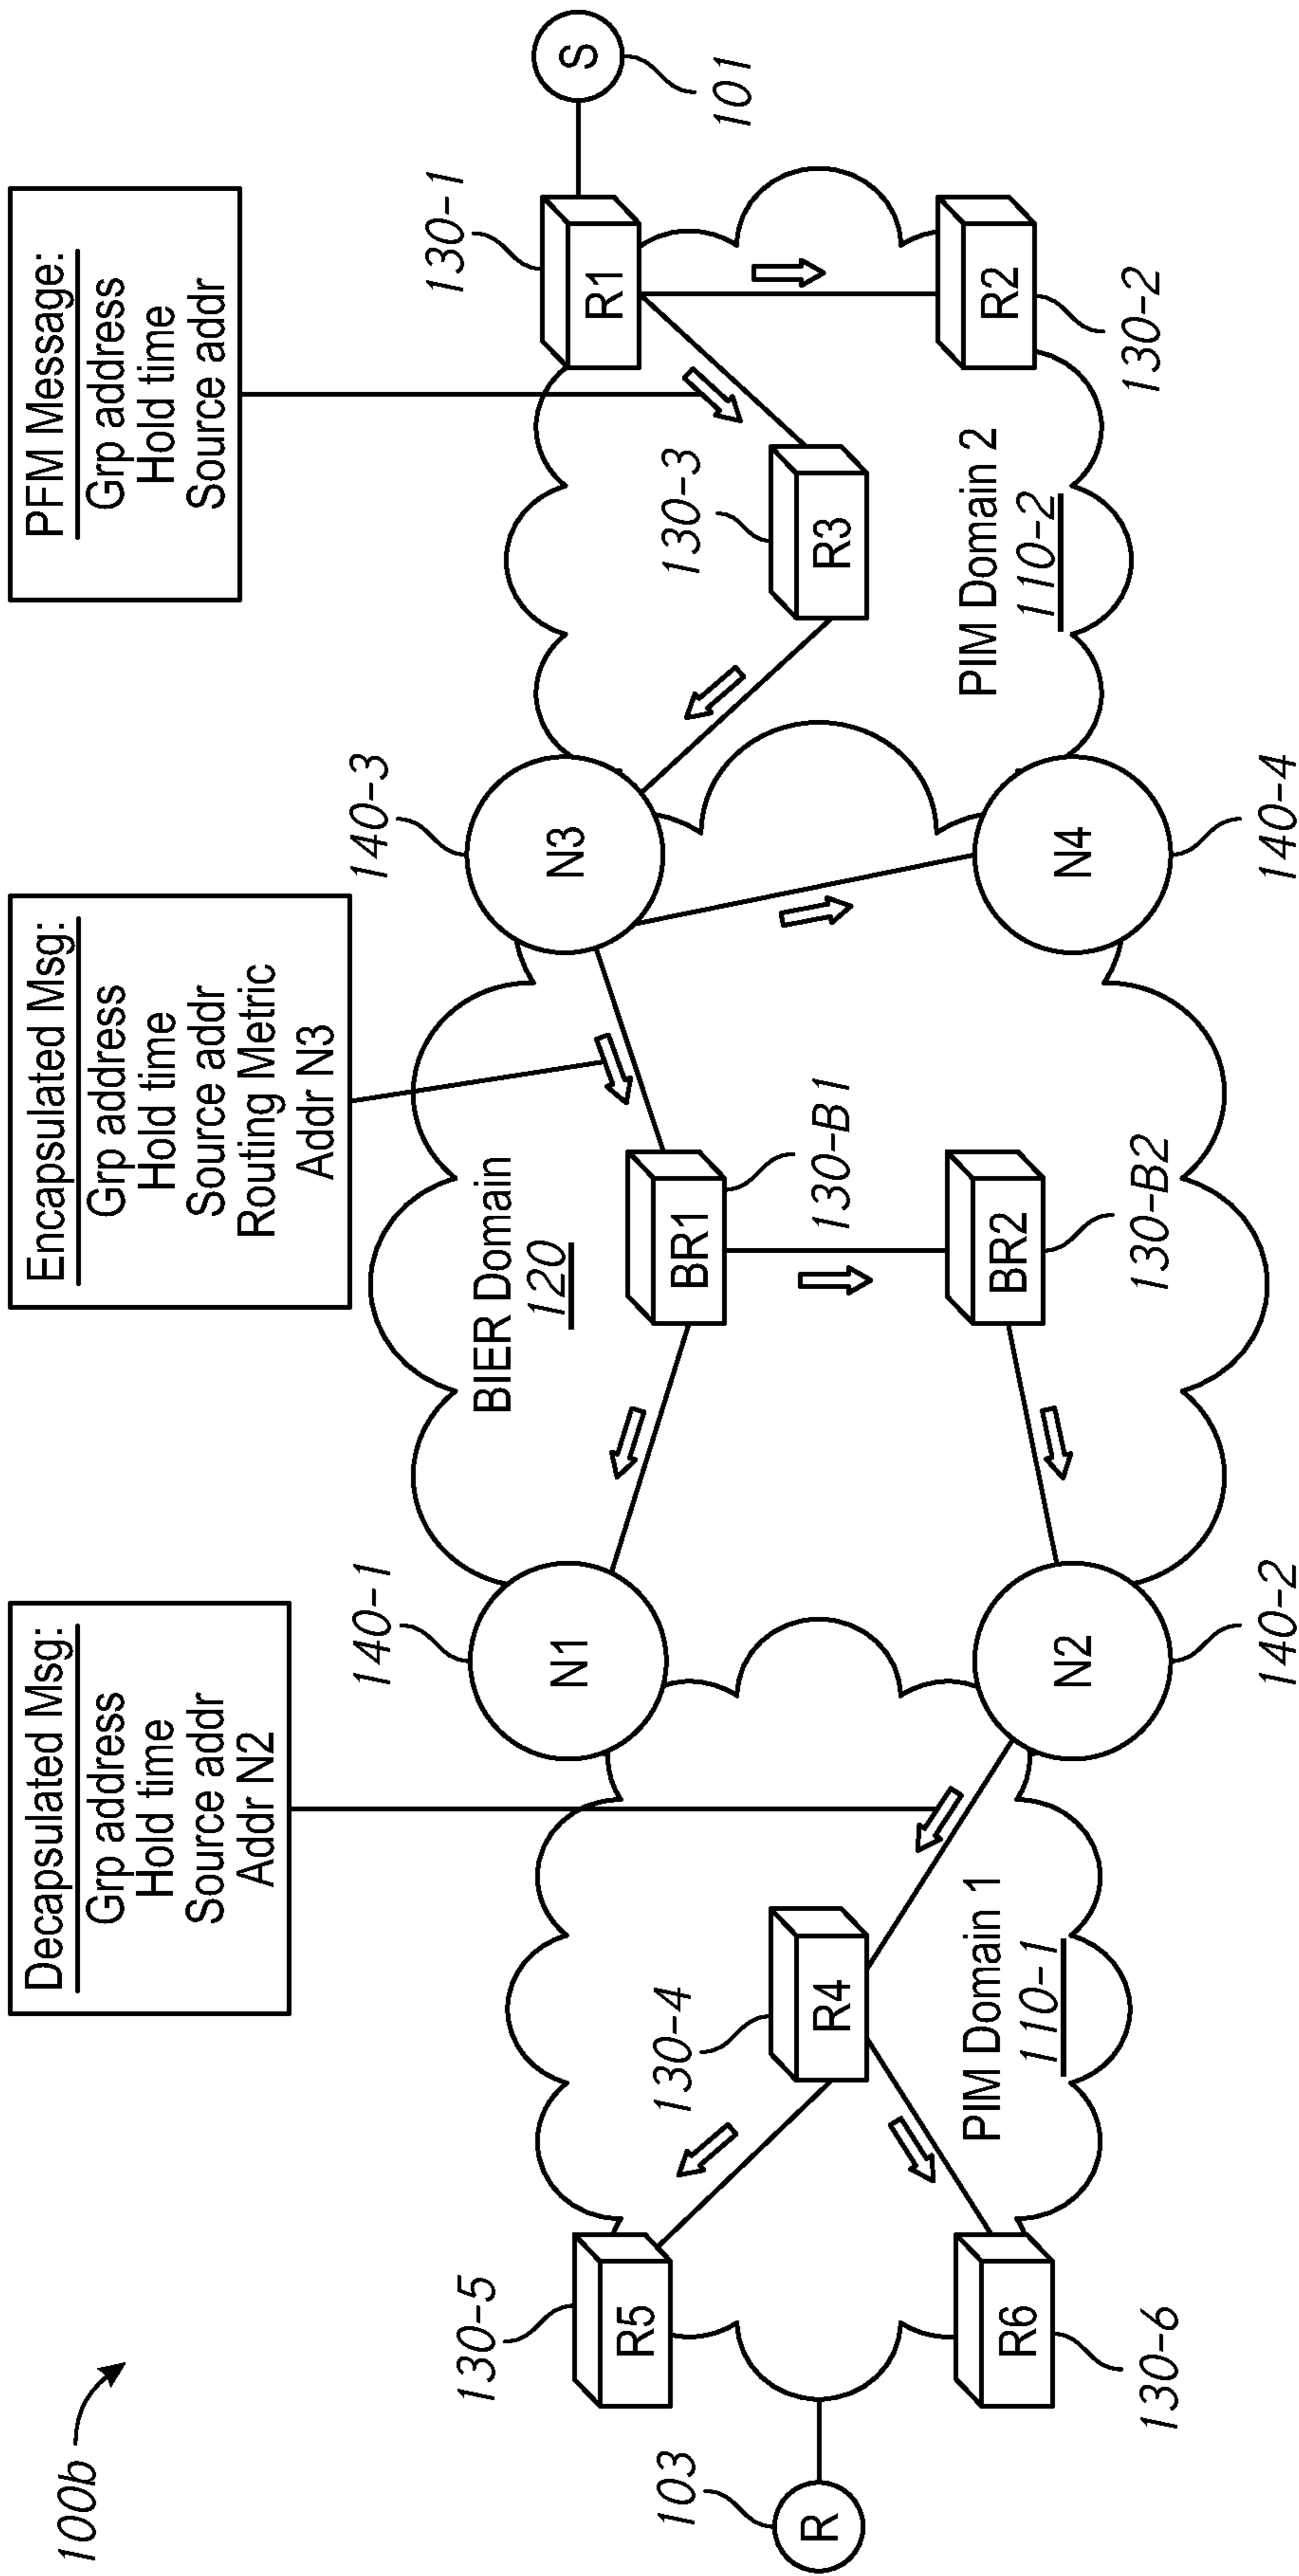 100b
Decapsulated Msg:
Grp address
Hold time
Source addr
Addr N2
Encapsulated Msg:
Grp address
Hold time
Source addr
Routing Metric
Addr N3
PFM Message:
Grp address
Hold time
Source addr
103
R
130-5
R5
130-6
R6
130-4
R4
PIM Domain 1
110-1
140-1
N1
140-2
N2
BIER Domain
120
BR1
130-B1
BR2
130-B2
140-3
N3
140-4
N4
130-3
R3
PIM Domain 2
110-2
130-1
R1
130-2
R2
S
101